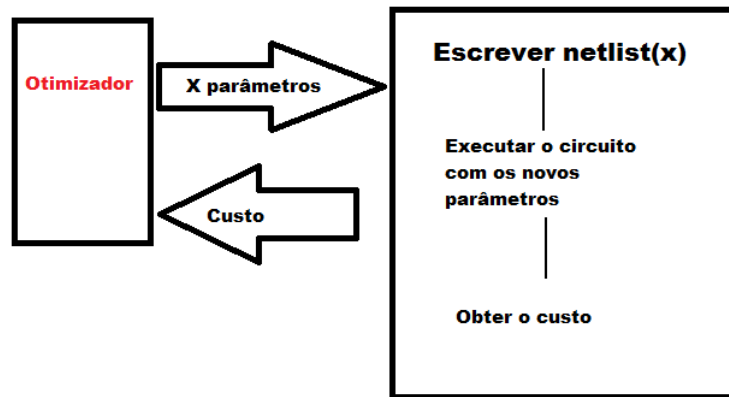 Otimizador
X parâmetros
Custo
Escrever netlist(x)
Executar o circuito
com os novos
parâmetros
Obter o custo